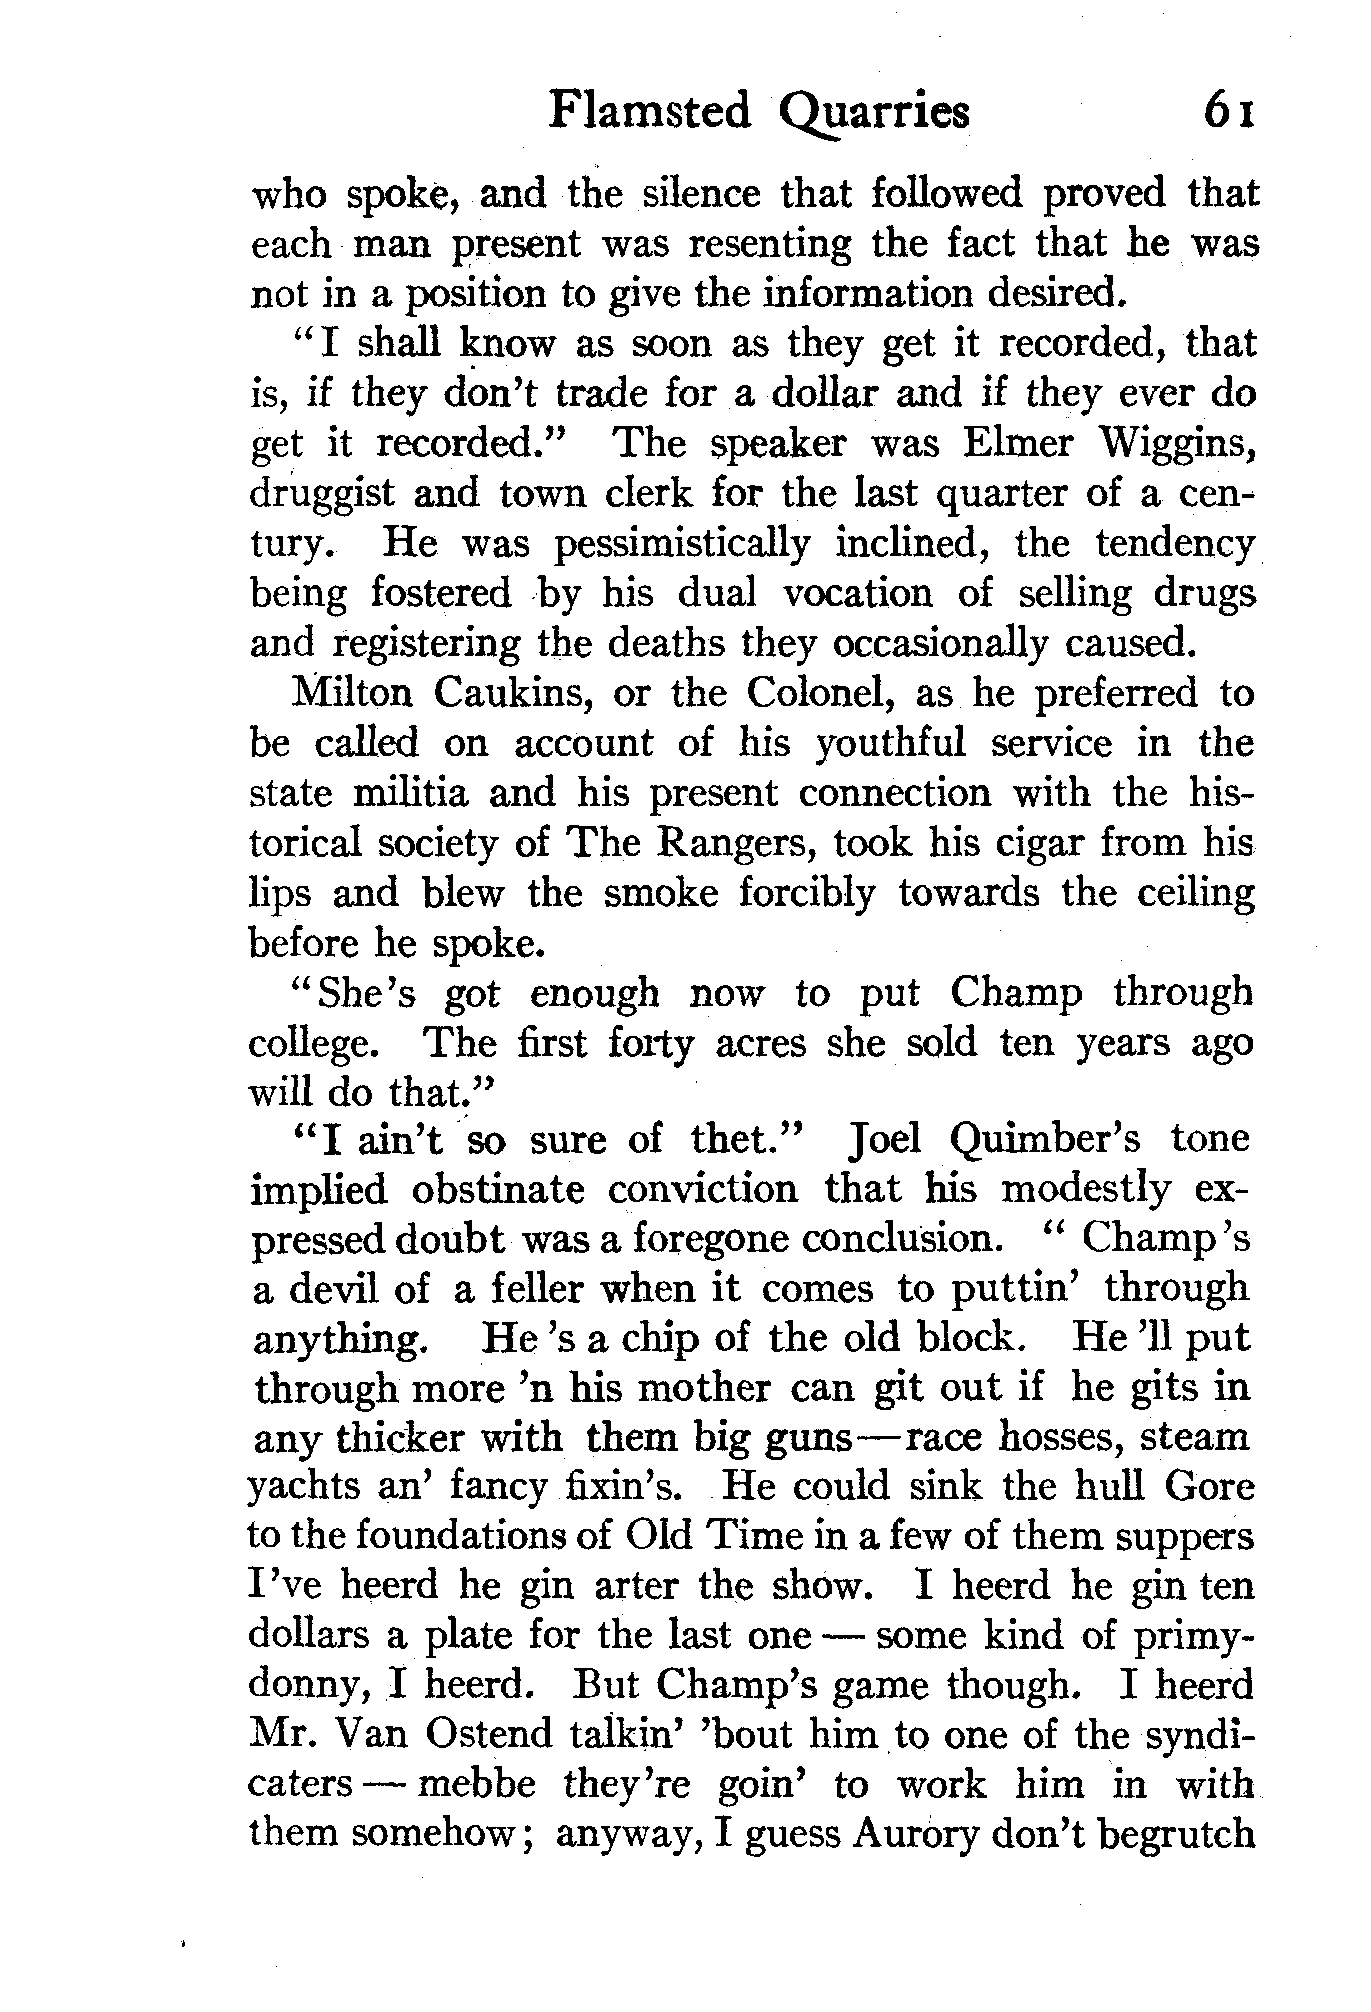 Flamsted Quarries 61
who spoke, and the silence that followed proved that
each man present was resenting the fact that he was
not in a position to give the information desired.
"I shall know as soon as they get it recorded, that
is, if they don't trade for a dollar and if they ever do
get it recorded." The speaker was Elmer Wiggins,
druggist and town clerk for the last quarter of a cen-
tury. He was pessimistically inclined, the tendency
being fostered by his dual vocation of selling drugs
and registering the deaths they occasionally caused.
Milton Caukins, or the Colonel, as he preferred to
be called on account of his youthful service in the
state militia and his present connection with the his-
torical society of The Rangers, took his cigar from his
lips and blew the smoke forcibly towards the ceiling
before he spoke.
"She's got enough now to put Champ through
college. The first forty acres she sold ten years ago
will do that."
"I ain't so sure of thet." Joel Quimber's tone
implied obstinate conviction that his modestly ex-
pressed doubt was a foregone conclusion. "Champ's
a devil of a feller when it comes to puttin' through
anything. He's a chip of the old block. He'll put
through more 'n his mother can git out if he gits in
any thicker with them big guns—race hosses, steam
yachts an' fancy fixin's. He could sink the hull Gore
to the foundations of Old Time in a few of them suppers
I've heerd he gin arter the show. I heerd he gin ten
dollars a plate for the last one — some kind of primy-
donny, I heerd. But Champ's game though. I heerd
Mr. Van Ostend talkin' 'bout him to one of the syndi-
caters — mebbe they're goin' to work him in with
them somehow; anyway, I guess Aurory don't begrutch